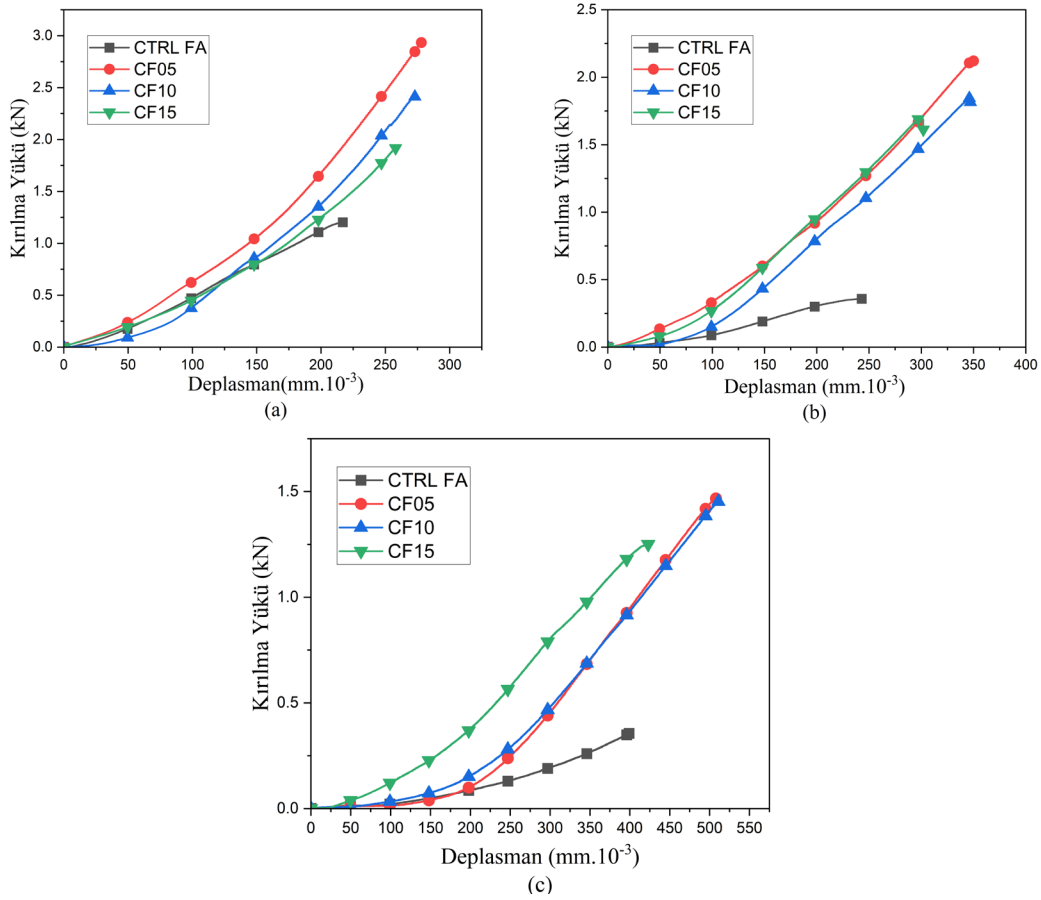 CTRL FA
CF05
CF10
CF15
Kırılma Yükü (kN)
3.0
2.5
2.0
1.5
1.0
0.5
0.0
0 50 100 150 200 250 300
Deplasman(mm.10-3)
(a)
CTRL FA
CF05
CF10
CF15
Kırılma Yükü (kN)
2.5
2.0
1.5
1.0
0.5
0.0
0 50 100 150 200 250 300 350 400
Deplasman (mm.10-3)
(b)
CTRL FA
CF05
CF10
CF15
Kırılma Yükü (kN)
1.5
1.0
0.5
0.0
0 50 100 150 200 250 300 350 400 450 500 550
Deplasman (mm.10-3)
(c)